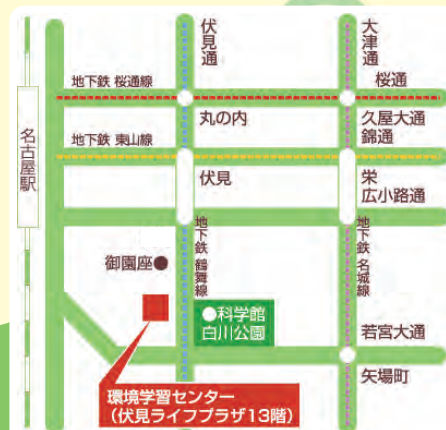 伏見通
大津通
地下鉄 桜通線
桜通
丸の内
久屋大通
錦通
名古屋駅
地下鉄 東山線
伏見
栄
広小路通
地下鉄 鶴舞線
地下鉄 名城線
御園座●
●科学館
白川公園
若宮大通
矢場町
環境学習センター
（伏見ライフプラザ13階）